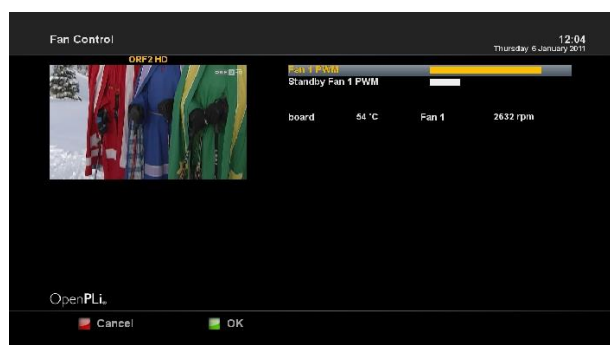 Fan Control
12:04
Thursday 6 January 2011
ORF2 HD
Fan 1 PWM
Standby Fan 1 PWM
board 54 °C Fan 1 2632 rpm
OpenPLi®
Cancel OK